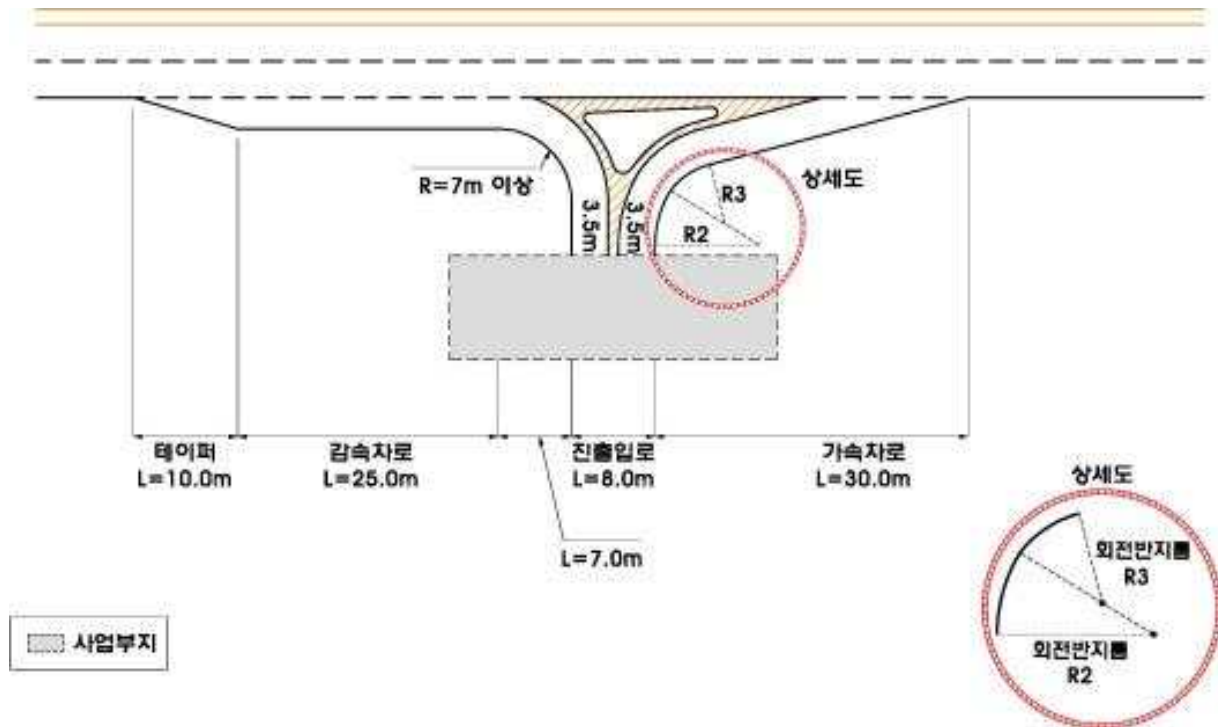 R=7m 이상
3.5m
3.5m
R3
R2
상세도
테이퍼
L=10.0m
감속차로
L=25.0m
진출입로
L=8.0m
가속차로
L=30.0m
L=7.0m
상세도
회전반지름
R3
회전반지름
R2
사업부지